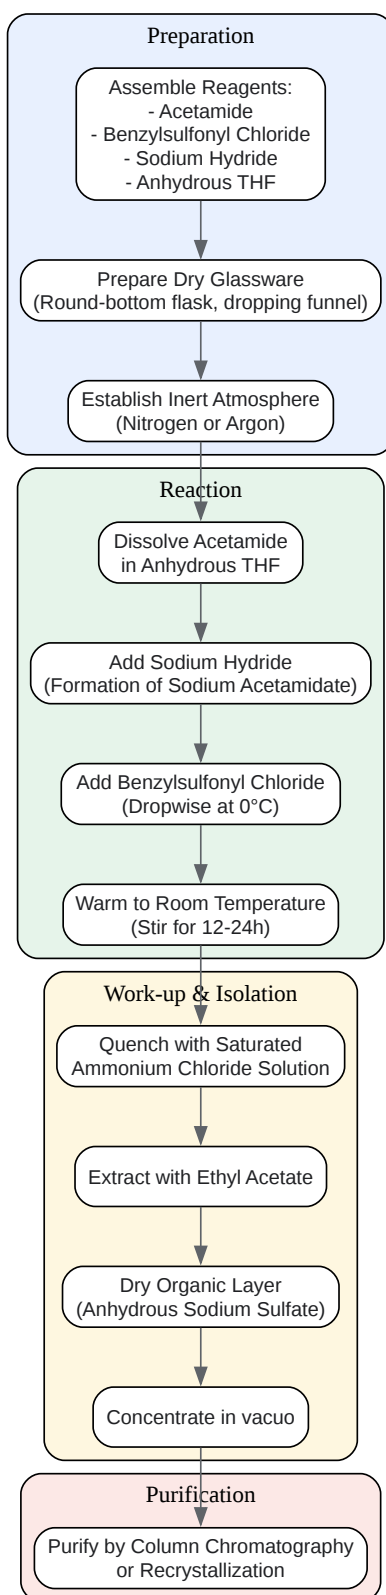 Preparation
Assemble Reagents:
- Acetamide
- Benzylsulfonyl Chloride
- Sodium Hydride
- Anhydrous THF
Prepare Dry Glassware
(Round-bottom flask, dropping funnel)
Establish Inert Atmosphere
(Nitrogen or Argon)
Reaction
Dissolve Acetamide
in Anhydrous THF
Add Sodium Hydride
(Formation of Sodium Acetamidate)
Add Benzylsulfonyl Chloride
(Dropwise at 0°C)
Warm to Room Temperature
(Stir for 12-24h)
Work-up & Isolation
Quench with Saturated
Ammonium Chloride Solution
Extract with Ethyl Acetate
Dry Organic Layer
(Anhydrous Sodium Sulfate)
Concentrate in vacuo
Purification
Purify by Column Chromatography
or Recrystallization